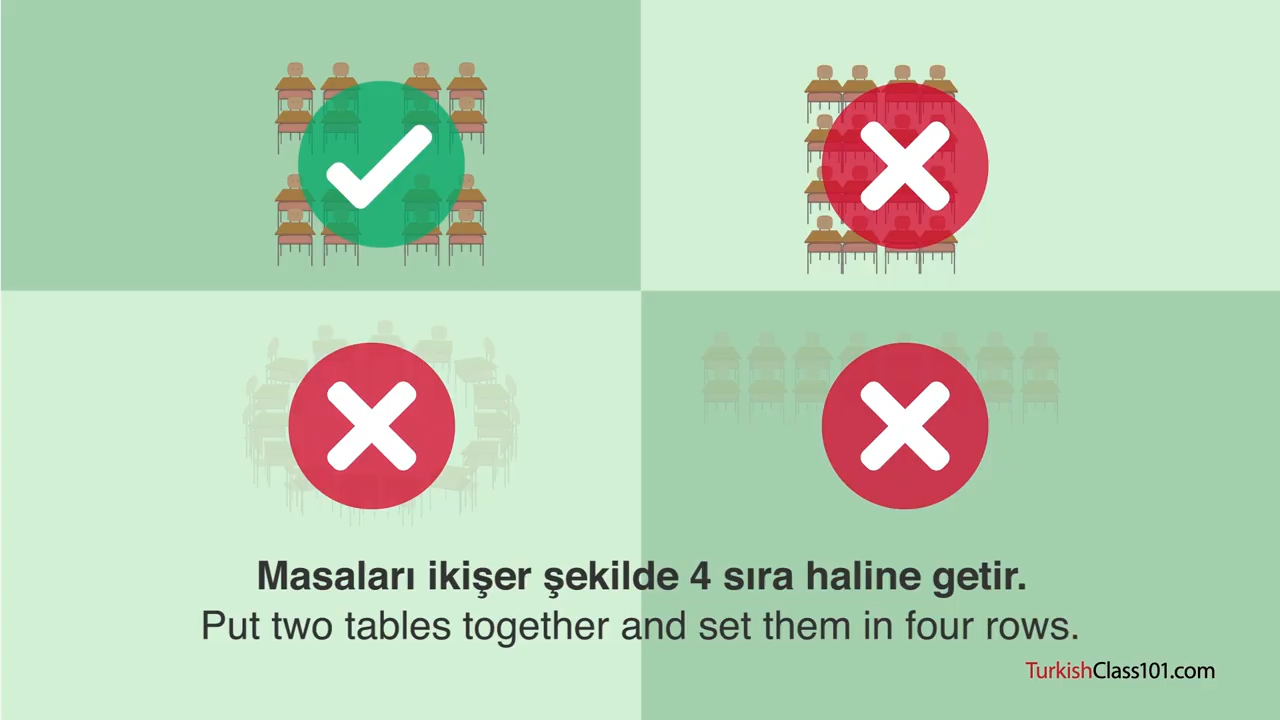 Masaları ikişer şekilde 4 sıra haline getir.
Put two tables together and set them in four rows.
TurkishClass101.com